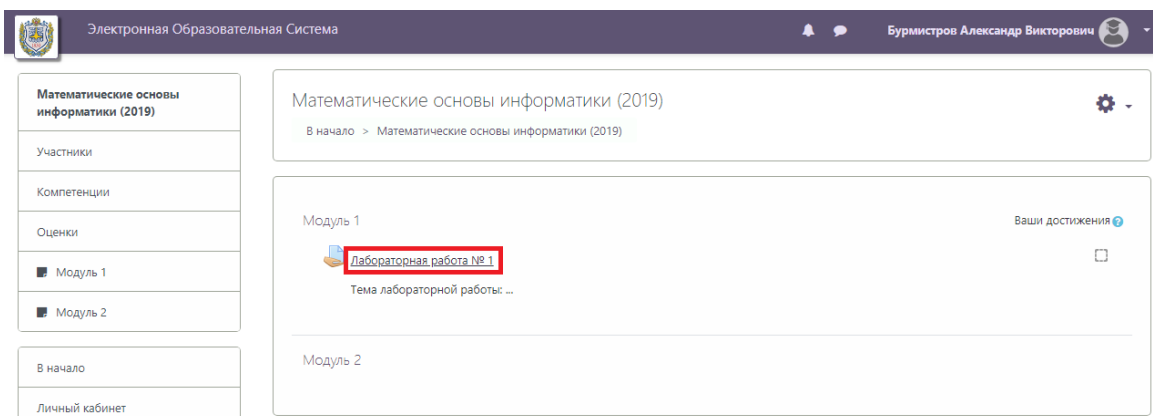 Электронная Образовательная Система
Бурмистров Александр Викторович
Математические основы
информатики (2019)
Участники
Компетенции
Оценки
Модуль 1
Модуль 2
В начало
Личный кабинет
Математические основы информатики (2019)
В начало > Математические основы информатики (2019)
Модуль 1
Ваши достижения
Лабораторная работа № 1
Тема лабораторной работы: ...
Модуль 2